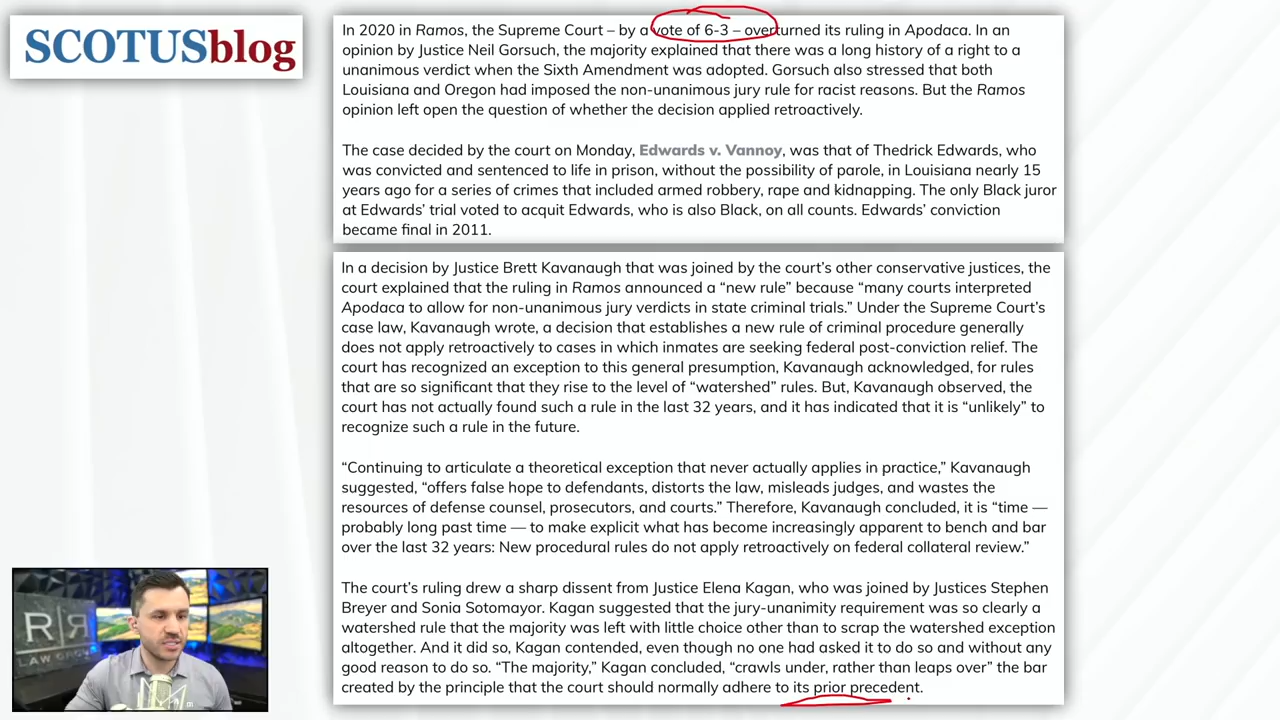 SCOTUSblog
In 2020 in Ramos, the Supreme Court – by a vote of 6-3 – overturned its ruling in Apodaca. In an
opinion by Justice Neil Gorsuch, the majority explained that there was a long history of a right to a
unanimous verdict when the Sixth Amendment was adopted. Gorsuch also stressed that both
Louisiana and Oregon had imposed the non-unanimous jury rule for racist reasons. But the Ramos
opinion left open the question of whether the decision applied retroactively.
The case decided by the court on Monday, Edwards v. Vannoy, was that of Thedrick Edwards, who
was convicted and sentenced to life in prison, without the possibility of parole, in Louisiana nearly 15
years ago for a series of crimes that included armed robbery, rape and kidnapping. The only Black juror
at Edwards’ trial voted to acquit Edwards, who is also Black, on all counts. Edwards’ conviction
became final in 2011.
In a decision by Justice Brett Kavanaugh that was joined by the court’s other conservative justices, the
court explained that the ruling in Ramos announced a “new rule” because “many courts interpreted
Apodaca to allow for non-unanimous jury verdicts in state criminal trials.” Under the Supreme Court’s
case law, Kavanaugh wrote, a decision that establishes a new rule of criminal procedure generally
does not apply retroactively to cases in which inmates are seeking federal post-conviction relief. The
court has recognized an exception to this general presumption, Kavanaugh acknowledged, for rules
that are so significant that they rise to the level of “watershed” rules. But, Kavanaugh observed, the
court has not actually found such a rule in the last 32 years, and it has indicated that it is “unlikely” to
recognize such a rule in the future.
“Continuing to articulate a theoretical exception that never actually applies in practice,” Kavanaugh
suggested, “offers false hope to defendants, distorts the law, misleads judges, and wastes the
resources of defense counsel, prosecutors, and courts.” Therefore, Kavanaugh concluded, it is “time —
probably long past time — to make explicit what has become increasingly apparent to bench and bar
over the last 32 years: New procedural rules do not apply retroactively on federal collateral review.”
The court’s ruling drew a sharp dissent from Justice Elena Kagan, who was joined by Justices Stephen
Breyer and Sonia Sotomayor. Kagan suggested that the jury-unanimity requirement was so clearly a
watershed rule that the majority was left with little choice other than to scrap the watershed exception
altogether. And it did so, Kagan contended, even though no one had asked it to do so and without any
good reason to do so. “The majority,” Kagan concluded, “crawls under, rather than leaps over” the bar
created by the principle that the court should normally adhere to its prior precedent.
R|R
LAW GROUP